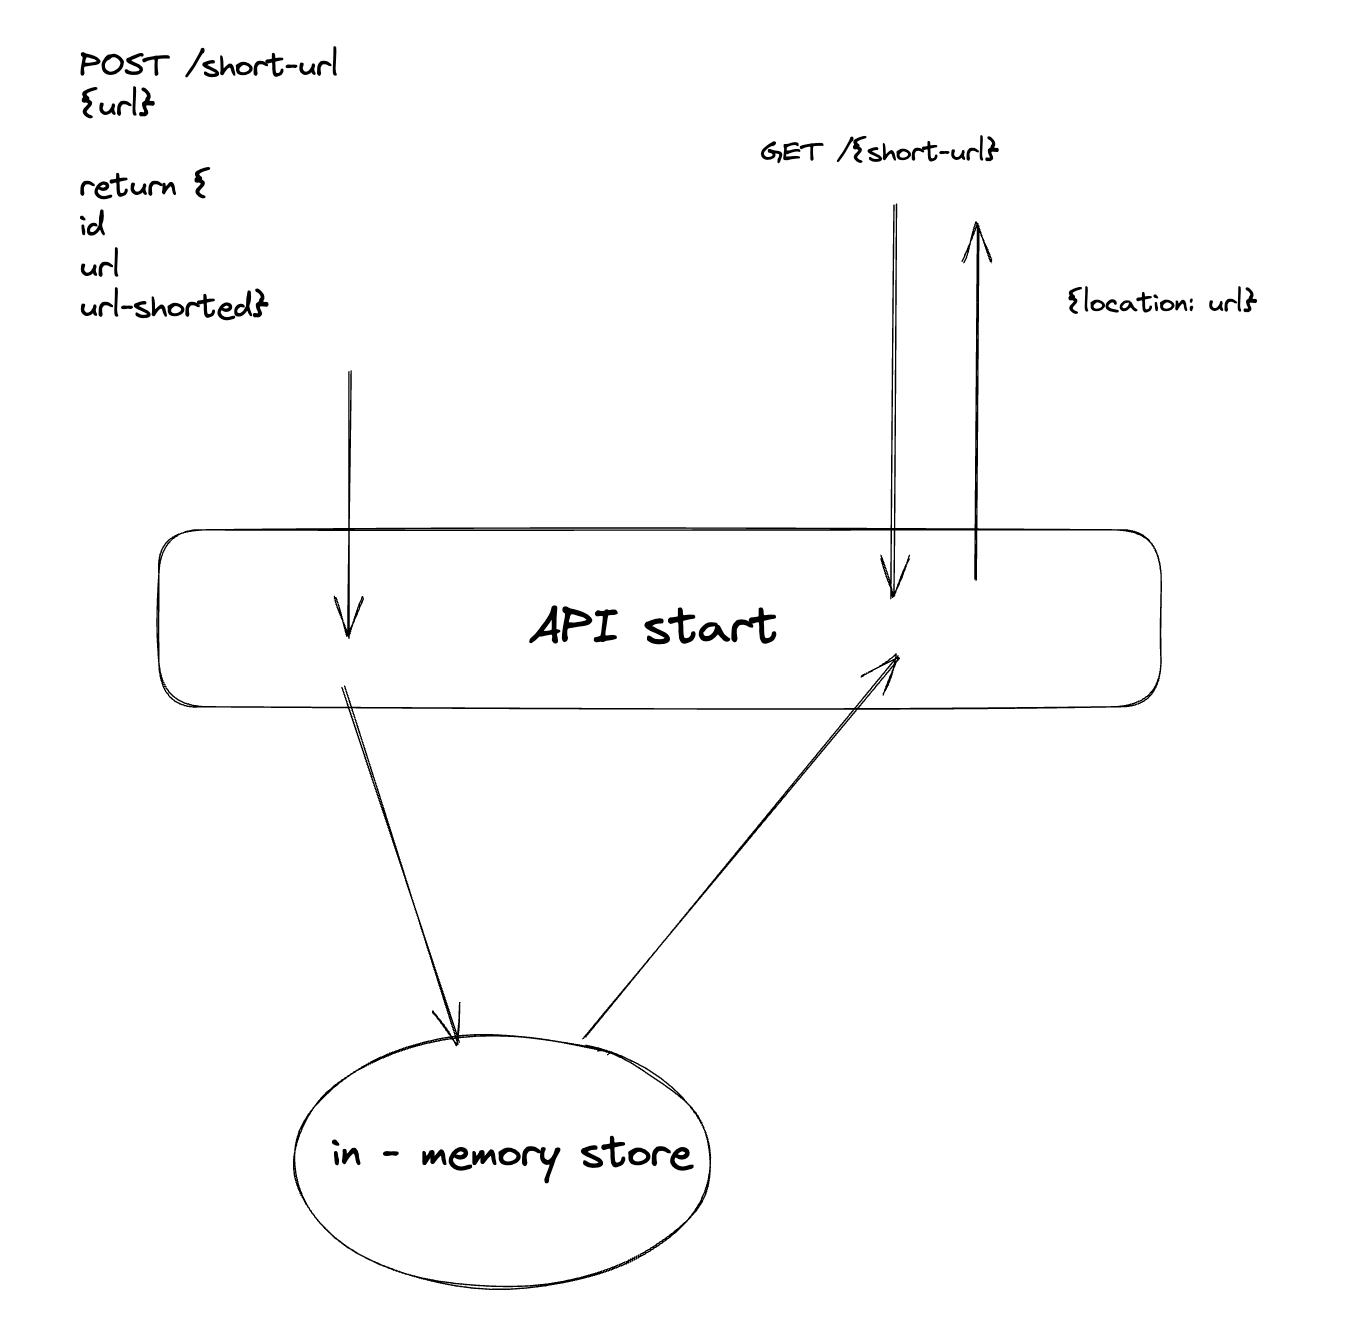 POST /short-url
{url}
return {
id
url
url-shorted}
GET /{short-url}
{location: url}
API start
in - memory store